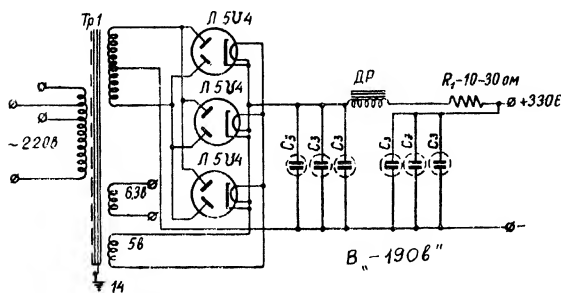 Тр1
Л 5U4
ДР
R₁-10-30 ом
+330в
Л 5U4
~220в
С3 С3 С3
С3 С3 С3
Л 5U4
6,3в
5в
В „-190в"
14